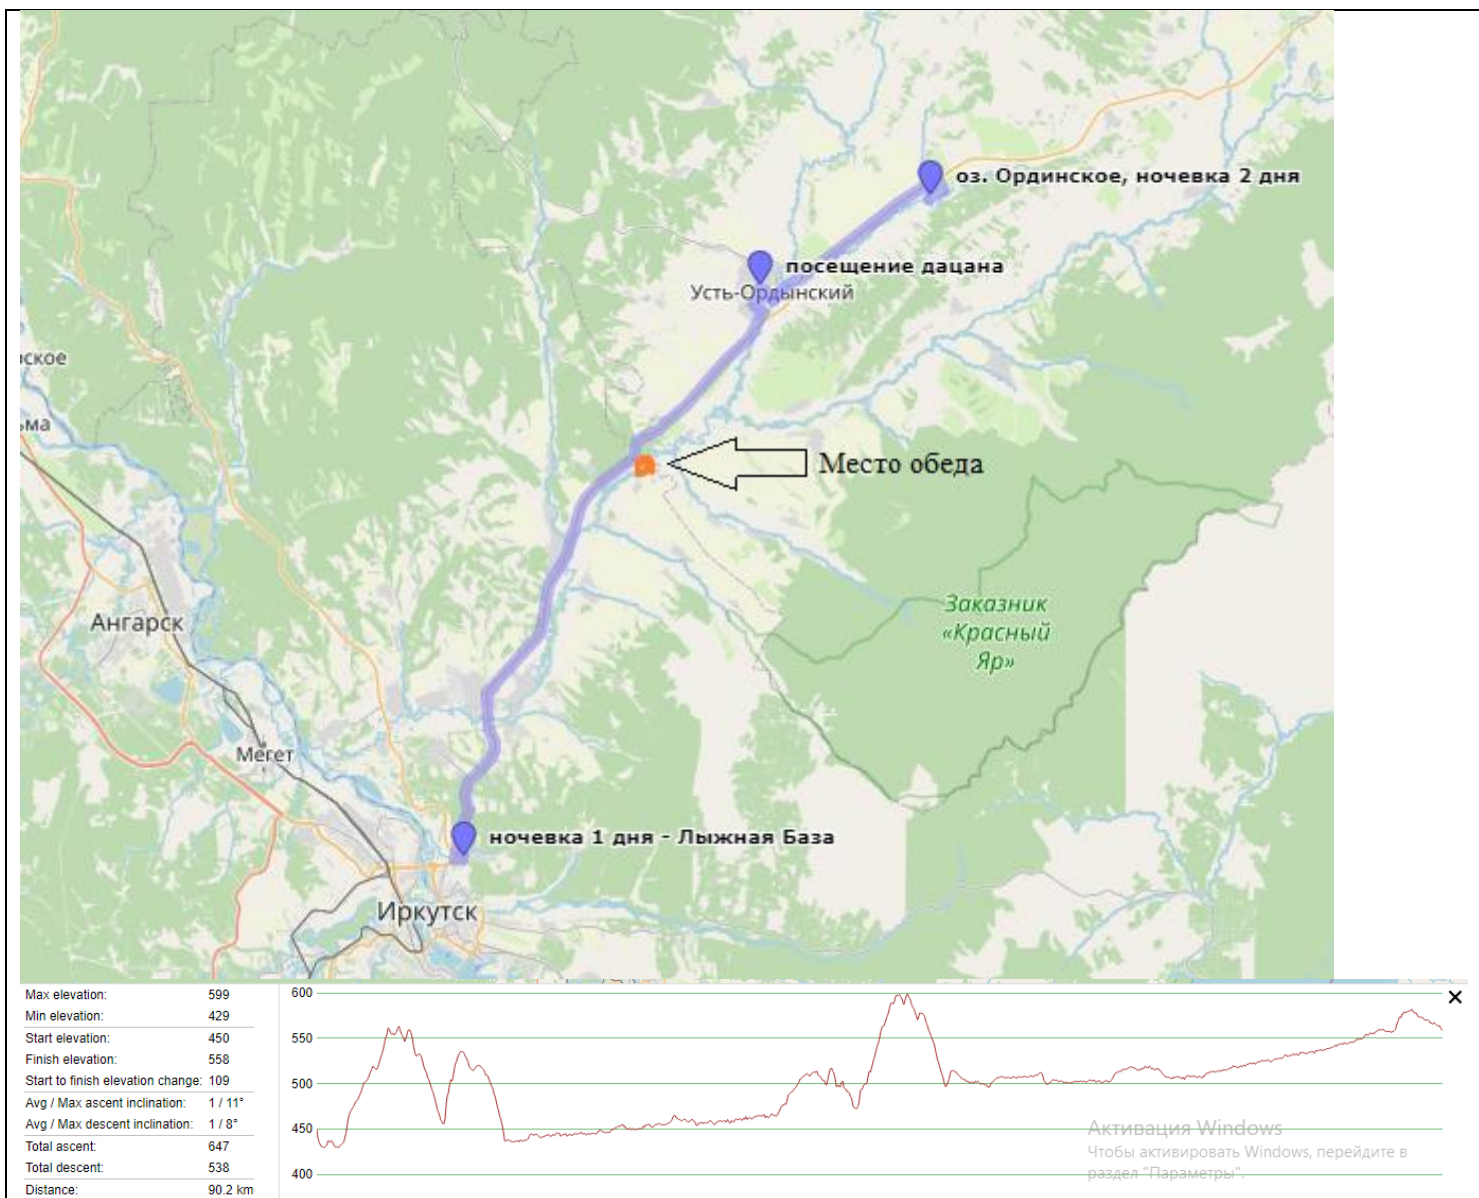 оз. Ординское, ночевка 2 дня
посещение дацана
Усть-Ордынский
ское
ьма
Место обеда
Заказник
«Красный
Яр»
Ангарск
Мегет
ночевка 1 дня - Лыжная База
Иркутск
Max elevation: 599
Min elevation: 429
Start elevation: 450
Finish elevation: 558
Start to finish elevation change: 109
Avg / Max ascent inclination: 1 / 11°
Avg / Max descent inclination: 1 / 8°
Total ascent: 647
Total descent: 538
Distance: 90.2 km
600
550
500
450
400
Активация Windows
Чтобы активировать Windows, перейдите в
раздел "Параметры".